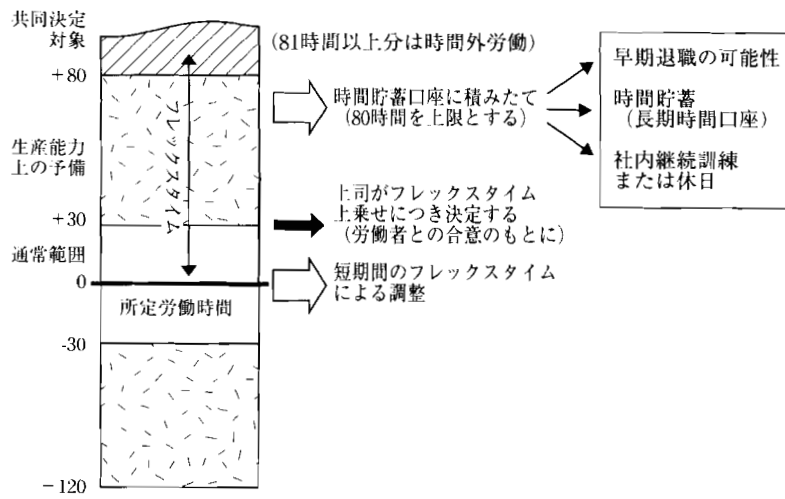 共同決定
対象
(81時間以上分は時間外労働)
+80
時間貯蓄口座に積みたて
(80時間を上限とする)
早期退職の可能性
時間貯蓄
(長期時間口座)
社内継続訓練
または休日
フレックスタイム
生産能力
上の予備
+30
上司がフレックスタイム
上乗せにつき決定する
(労働者との合意のもとに)
通常範囲
0
短期間のフレックスタイム
による調整
所定労働時間
-30
-120